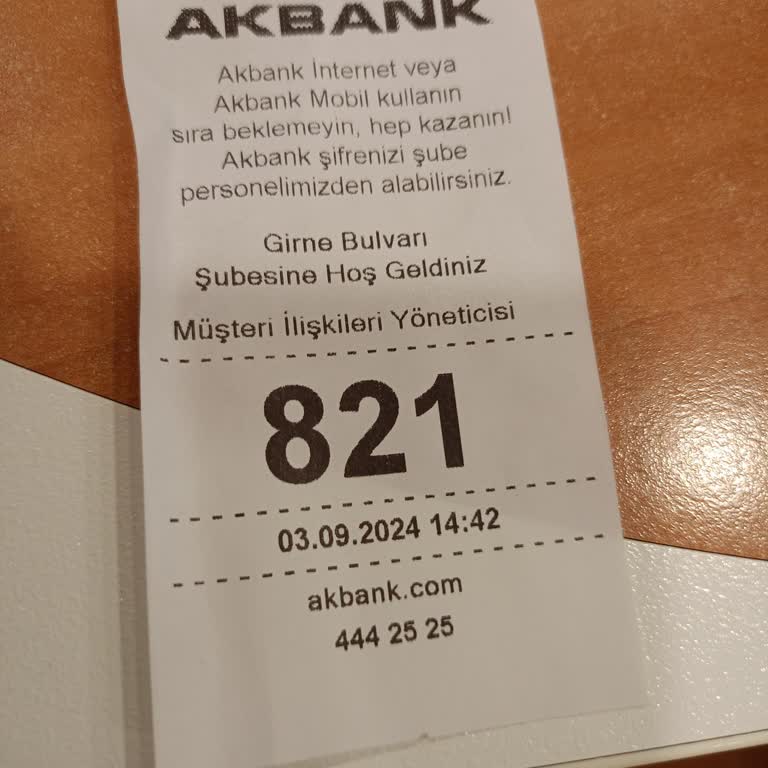 AKBANK
Akbank İnternet veya
Akbank Mobil kullanın
sıra beklemeyin, hep kazanın!
Akbank şifrenizi şube
personelimizden alabilirsiniz.
Girne Bulvarı
Şubesine Hoş Geldiniz
Müşteri İlişkileri Yöneticisi
821
03.09.2024 14:42
akbank.com
444 25 25